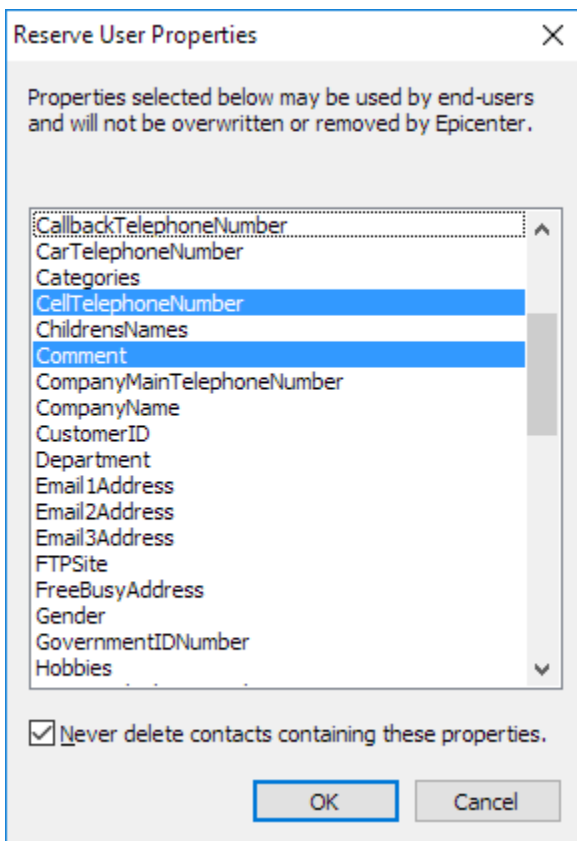 Reserve User Properties
Properties selected below may be used by end-users
and will not be overwritten or removed by Epicenter.
CallbackTelephoneNumber
CarTelephoneNumber
Categories
CellTelephoneNumber
ChildrensNames
Comment
CompanyMainTelephoneNumber
CompanyName
CustomerID
Department
Email1Address
Email2Address
Email3Address
FTPSite
FreeBusyAddress
Gender
GovernmentIDNumber
Hobbies
Never delete contacts containing these properties.
OK Cancel